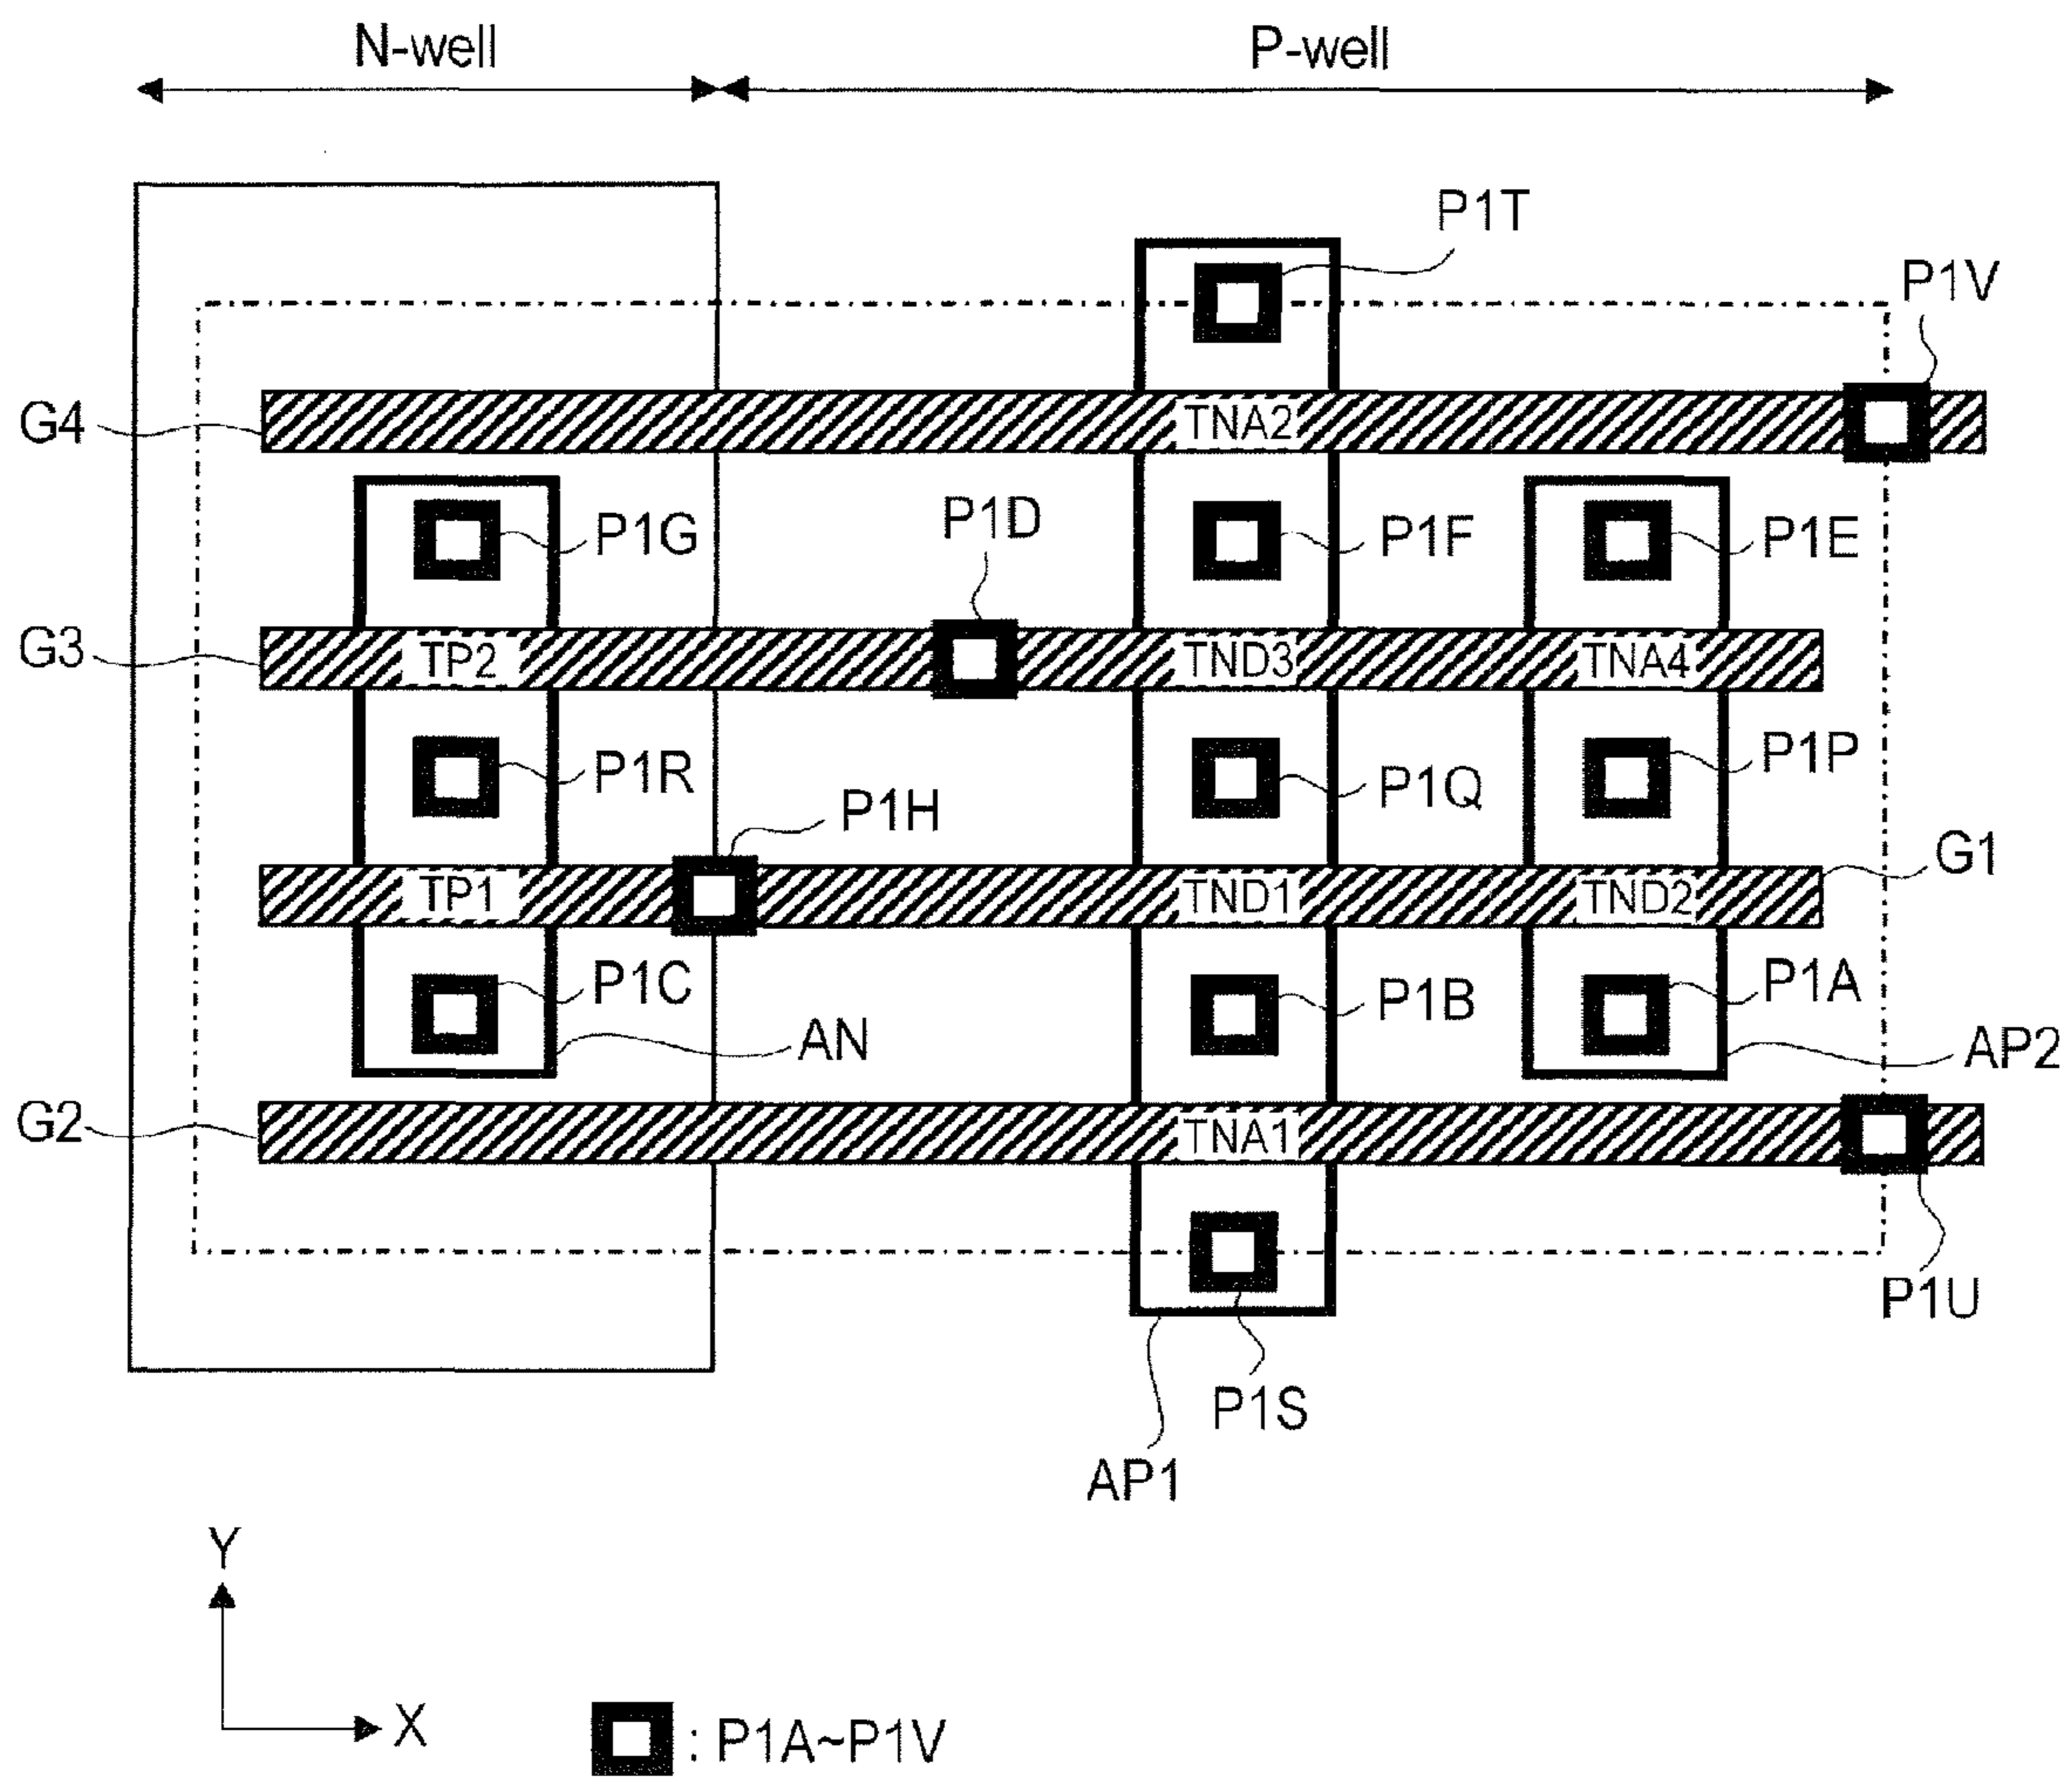 N-well P-well
P1T
P1V
G4 TNA2
P1G P1D P1F P1E
G3 TP2 TND3 TNA4
P1R P1H P1Q P1P
TP1 TND1 TND2 G1
P1C AN P1B P1A AP2
G2 TNA1
P1U
P1S
AP1
Y
X : P1A~P1V